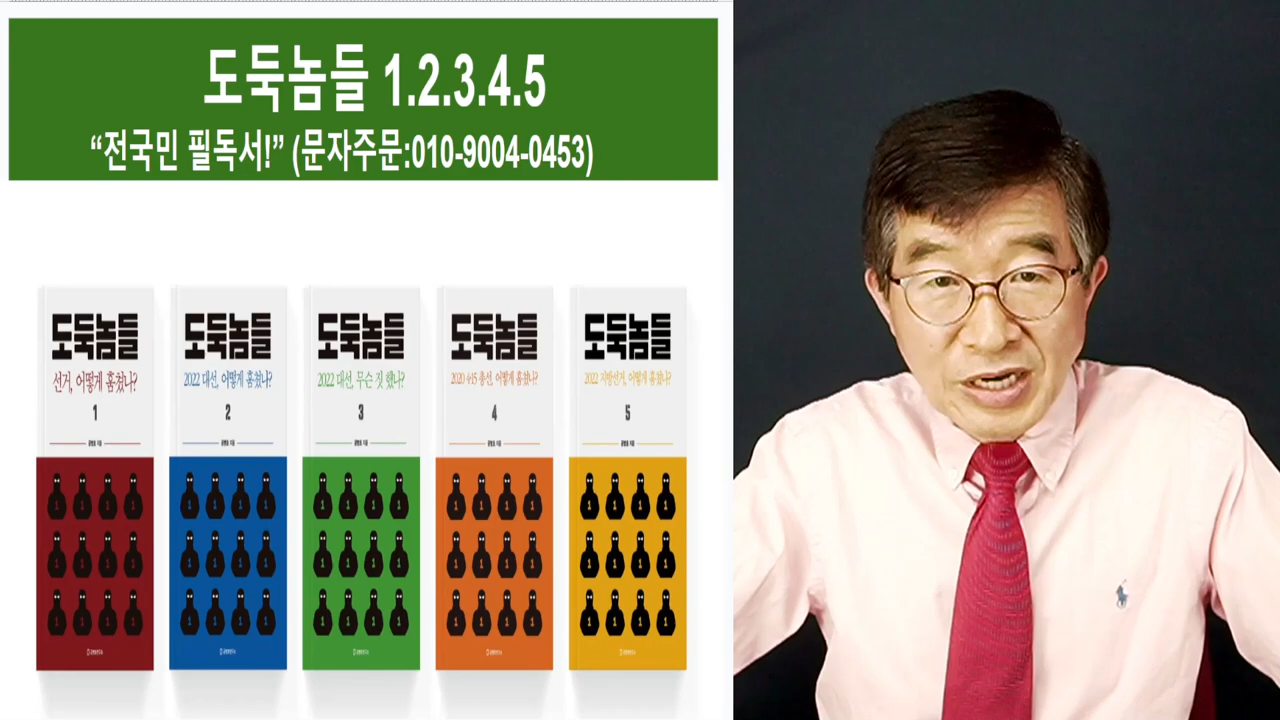 도둑놈들 1.2.3.4.5
“전국민 필독서!” (문자주문:010-9004-0453)
도둑놈들
선거, 어떻게 훔쳤나?
1
도둑놈들
2022 대선, 어떻게 훔쳤나?
2
도둑놈들
2022 대선, 무슨 짓 했나?
3
도둑놈들
2020 4·15 총선, 어떻게 훔쳤나?
4
도둑놈들
2022 지방선거, 어떻게 훔쳤나?
5